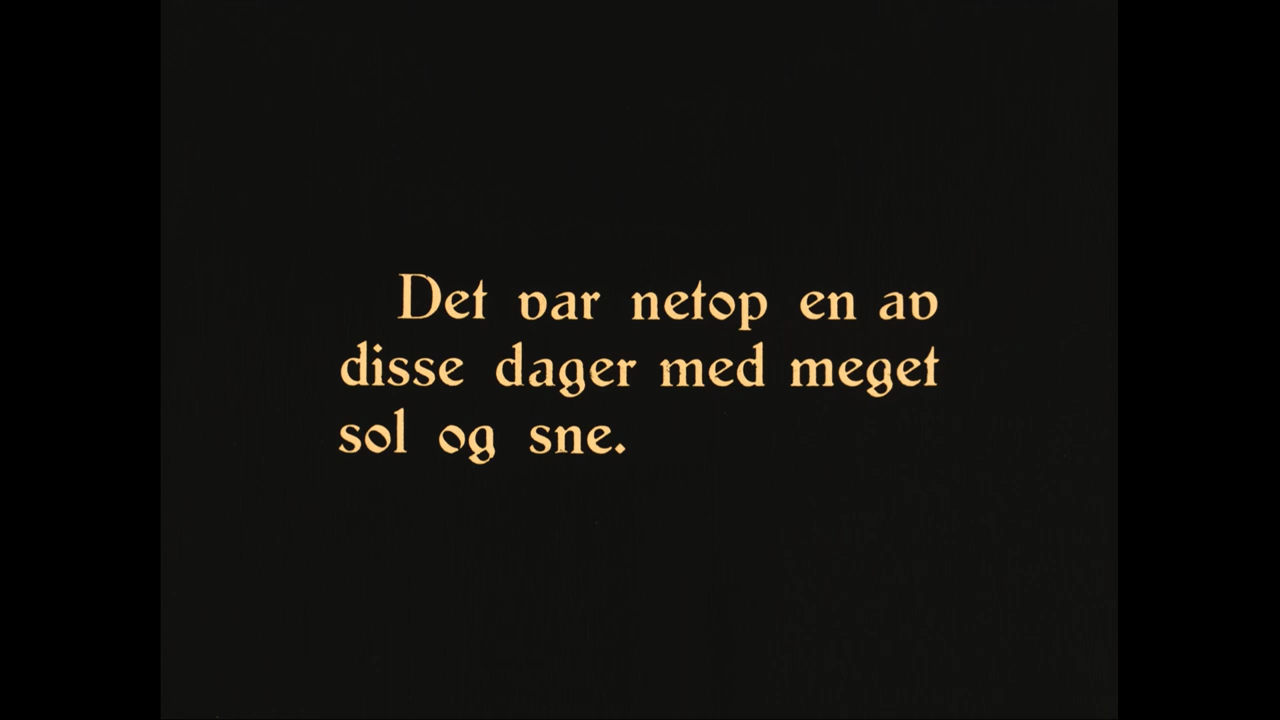 Det var netop en av
disse dager med meget
sol og sne.